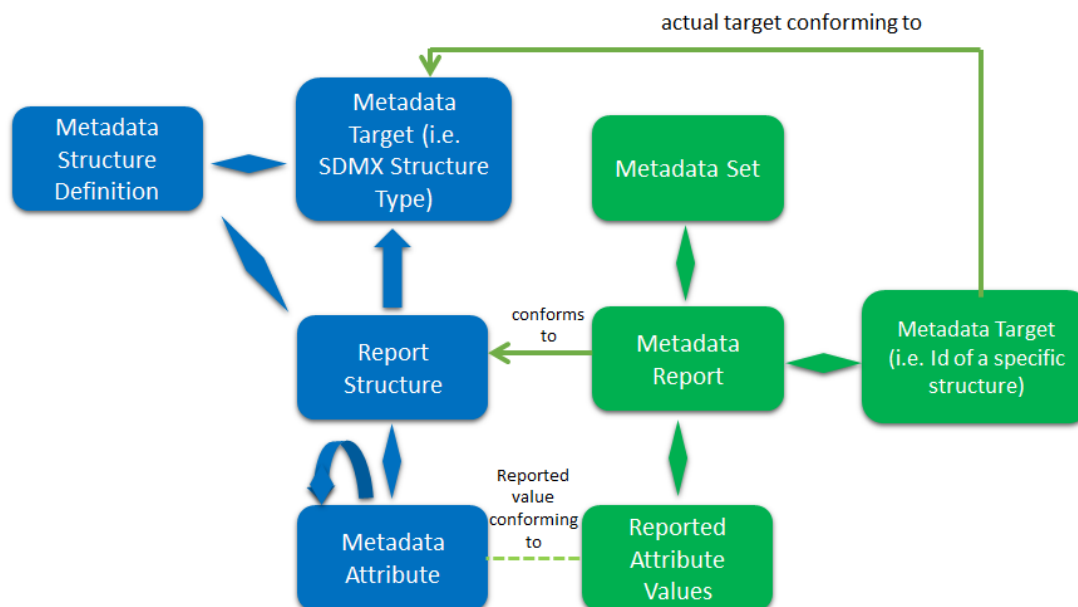 actual target conforming to
Metadata
Structure
Definition
Metadata
Target (i.e.
SDMX Structure
Type)
Metadata Set
Report
Structure
conforms
to
Metadata
Report
Metadata Target
(i.e. Id of a specific
structure)
Metadata
Attribute
Reported
value
conforming
to
Reported
Attribute
Values